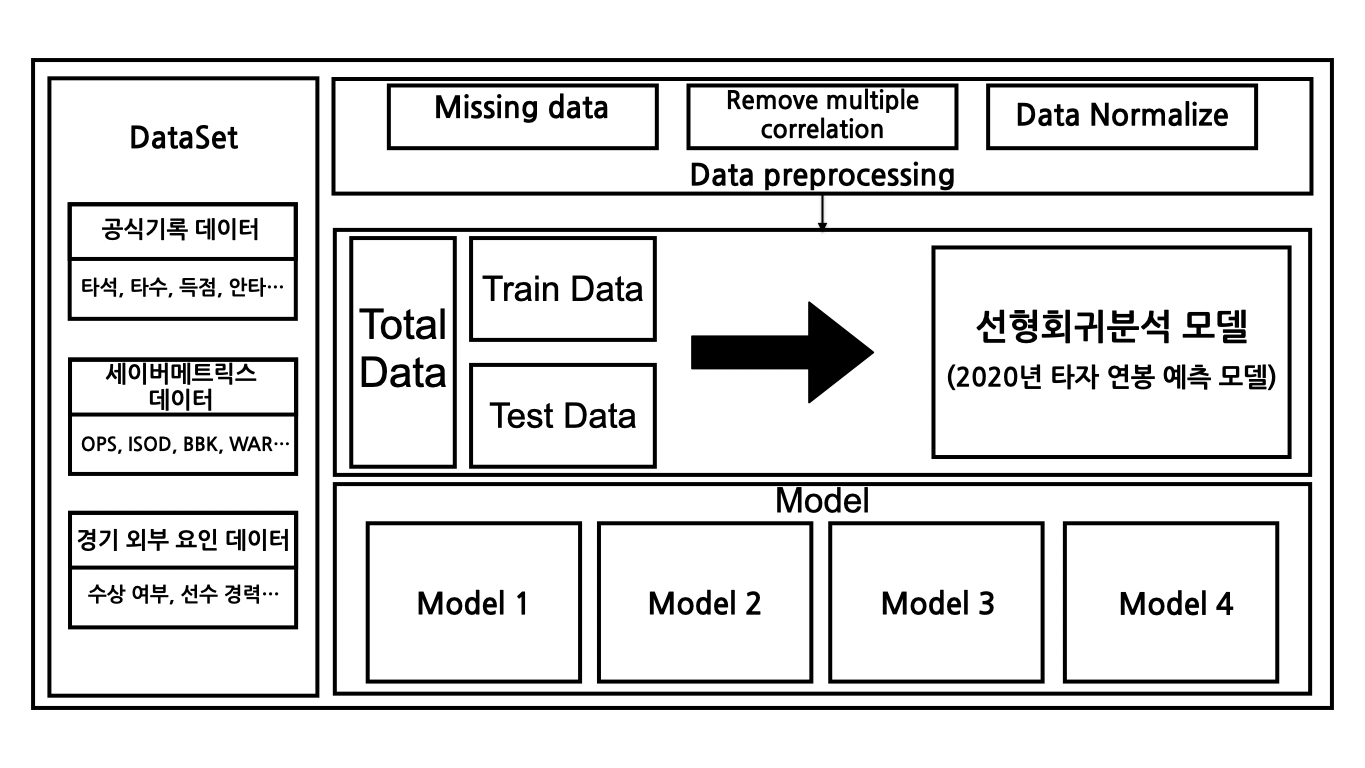 DataSet
공식기록 데이터
타석, 타수, 득점, 안타…
세이버메트릭스
데이터
OPS, ISOD, BBK, WAR…
경기 외부 요인 데이터
수상 여부, 선수 경력…
Missing data
Remove multiple
correlation
Data Normalize
Data preprocessing
Total
Data
Train Data
Test Data
선형회귀분석 모델
(2020년 타자 연봉 예측 모델)
Model
Model 1
Model 2
Model 3
Model 4